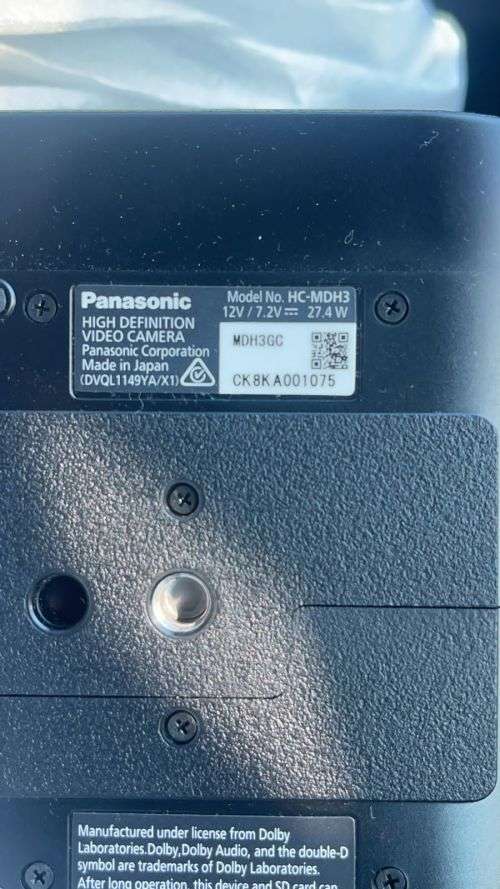 Panasonic Model No. HC-MDH3
12V / 7.2V⎓ 27.4 W
HIGH DEFINITION
VIDEO CAMERA
Panasonic Corporation
Made in Japan
(DVQL1149YA/X1)
MDH3GC
CK8KA001075
Manufactured under license from Dolby
Laboratories.Dolby,Dolby Audio, and the double-D
symbol are trademarks of Dolby Laboratories.
After long operation, this device and SD card can